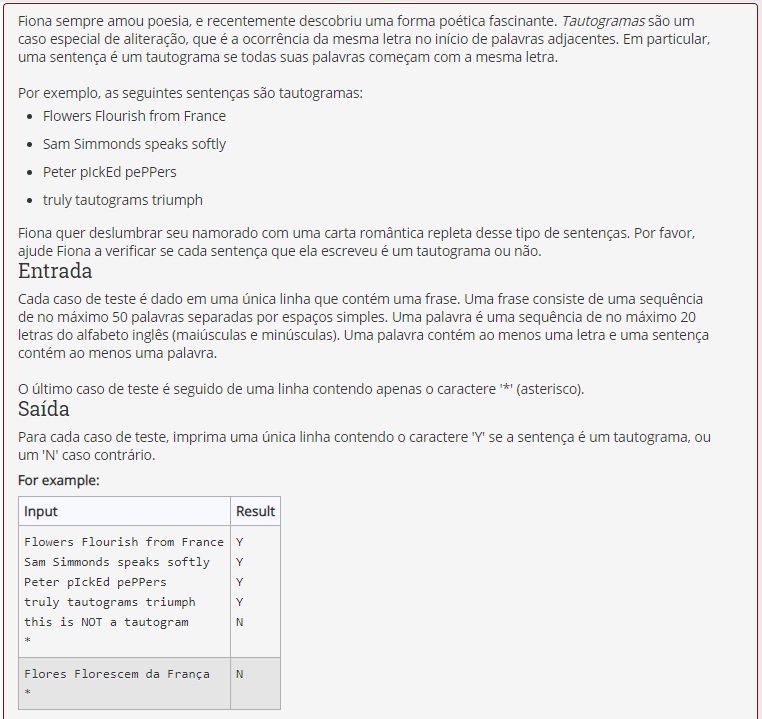 Fiona sempre amou poesia, e recentemente descobriu uma forma poética fascinante. Tautogramas são um
caso especial de aliteração, que é a ocorrência da mesma letra no início de palavras adjacentes. Em particular,
uma sentença é um tautograma se todas suas palavras começam com a mesma letra.
Por exemplo, as seguintes sentenças são tautogramas:
• Flowers Flourish from France
• Sam Simmonds speaks softly
• Peter pIckEd pePPers
• truly tautograms triumph
Fiona quer deslumbrar seu namorado com uma carta romântica repleta desse tipo de sentenças. Por favor,
ajude Fiona a verificar se cada sentença que ela escreveu é um tautograma ou não.
Entrada
Cada caso de teste é dado em uma única linha que contém uma frase. Uma frase consiste de uma sequência
de no máximo 50 palavras separadas por espaços simples. Uma palavra é uma sequência de no máximo 20
letras do alfabeto inglês (maiúsculas e minúsculas). Uma palavra contém ao menos uma letra e uma sentença
contém ao menos uma palavra.
O último caso de teste é seguido de uma linha contendo apenas o caractere '*' (asterisco).
Saída
Para cada caso de teste, imprima uma única linha contendo o caractere 'Y' se a sentença é um tautograma, ou
um 'N' caso contrário.
For example:
Input Result
Flowers Flourish from France Y
Sam Simmonds speaks softly Y
Peter pIckEd pePPers Y
truly tautograms triumph Y
this is NOT a tautogram N
*
Flores Florescem da França N
*